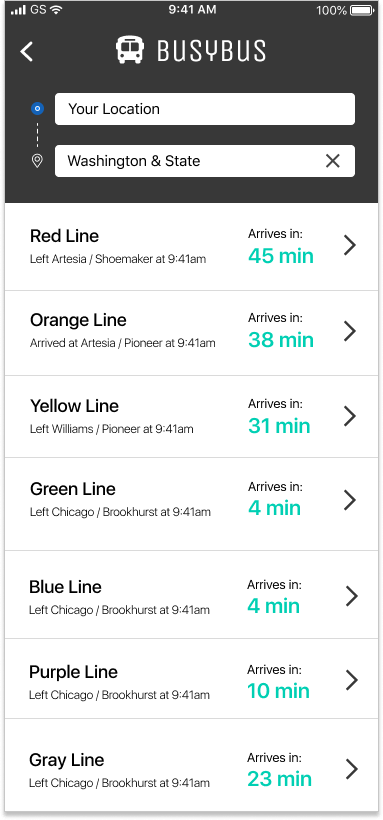 GS 9:41 AM 100%
BUSYBUS
Your Location
Washington & State
Red Line
Left Artesia / Shoemaker at 9:41am
Arrives in:
45 min
Orange Line
Arrived at Artesia / Pioneer at 9:41am
Arrives in:
38 min
Yellow Line
Left Williams / Pioneer at 9:41am
Arrives in:
31 min
Green Line
Left Chicago / Brookhurst at 9:41am
Arrives in:
4 min
Blue Line
Left Chicago / Brookhurst at 9:41am
Arrives in:
4 min
Purple Line
Left Chicago / Brookhurst at 9:41am
Arrives in:
10 min
Gray Line
Left Chicago / Brookhurst at 9:41am
Arrives in:
23 min